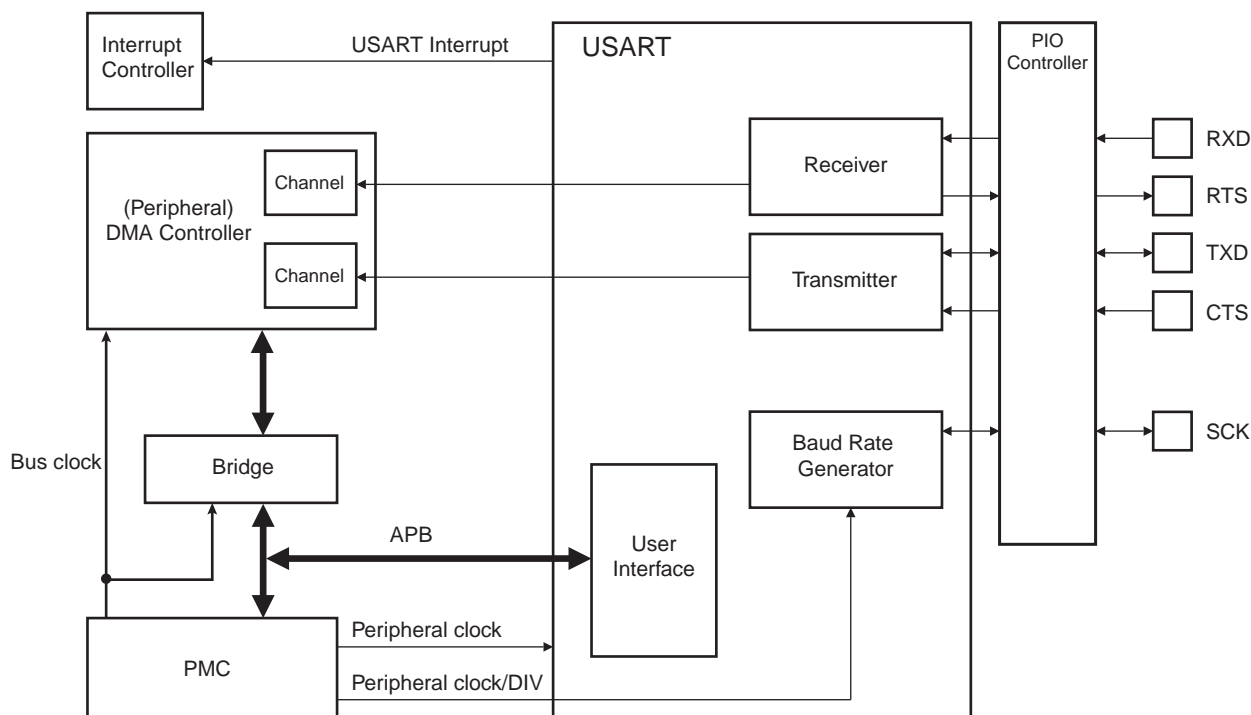 Interrupt
Controller
USART Interrupt
USART
PIO
Controller
(Peripheral)
DMA Controller
Channel
Channel
Receiver
Transmitter
RXD
RTS
TXD
CTS
Baud Rate
Generator
SCK
Bus clock
Bridge
APB
User
Interface
PMC
Peripheral clock
Peripheral clock/DIV